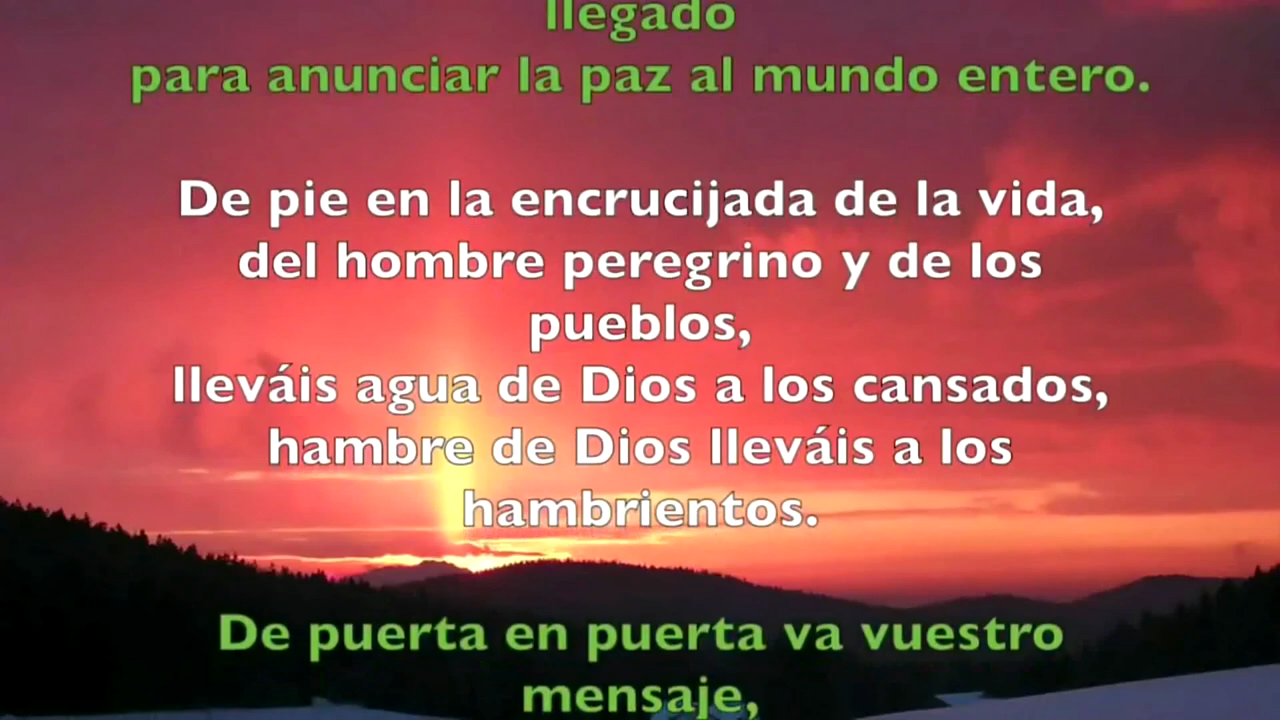 llegado
para anunciar la paz al mundo entero.
De pie en la encrucijada de la vida,
del hombre peregrino y de los
pueblos,
lleváis agua de Dios a los cansados,
hambre de Dios lleváis a los
hambrientos.
De puerta en puerta va vuestro
mensaje,